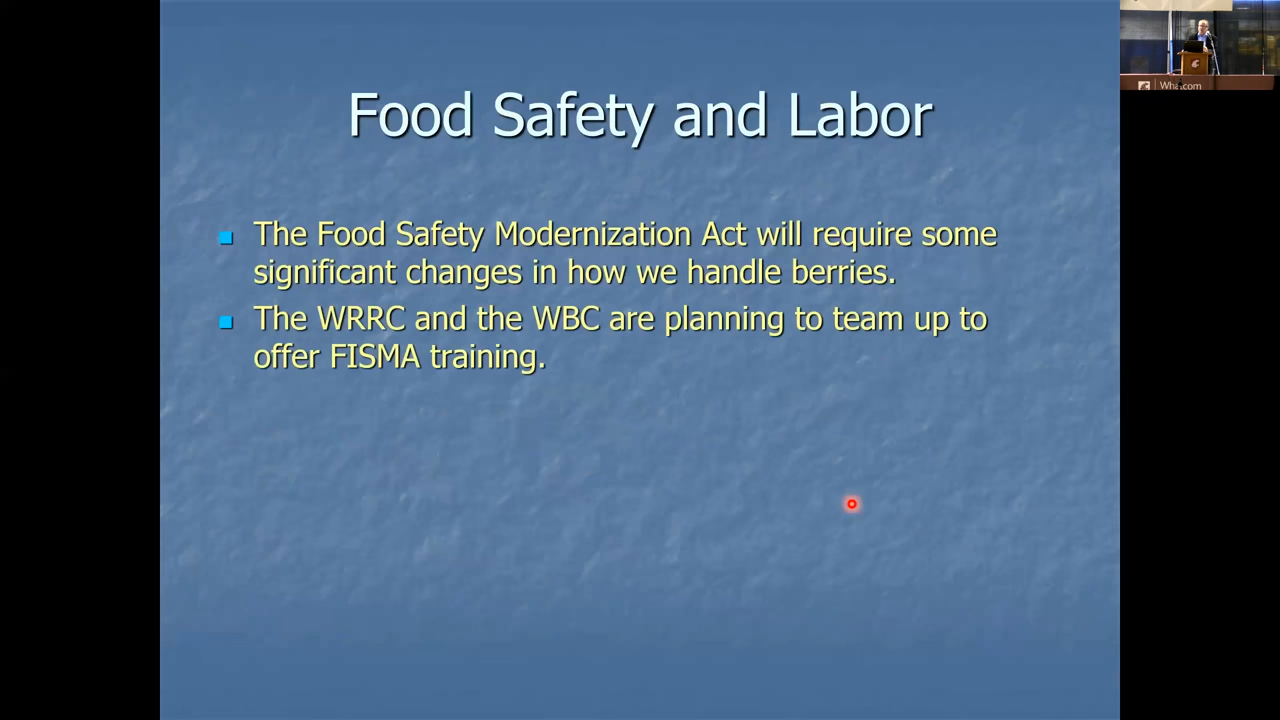 Food Safety and Labor
The Food Safety Modernization Act will require some
significant changes in how we handle berries.
The WRRC and the WBC are planning to team up to
offer FISMA training.
Whatcom